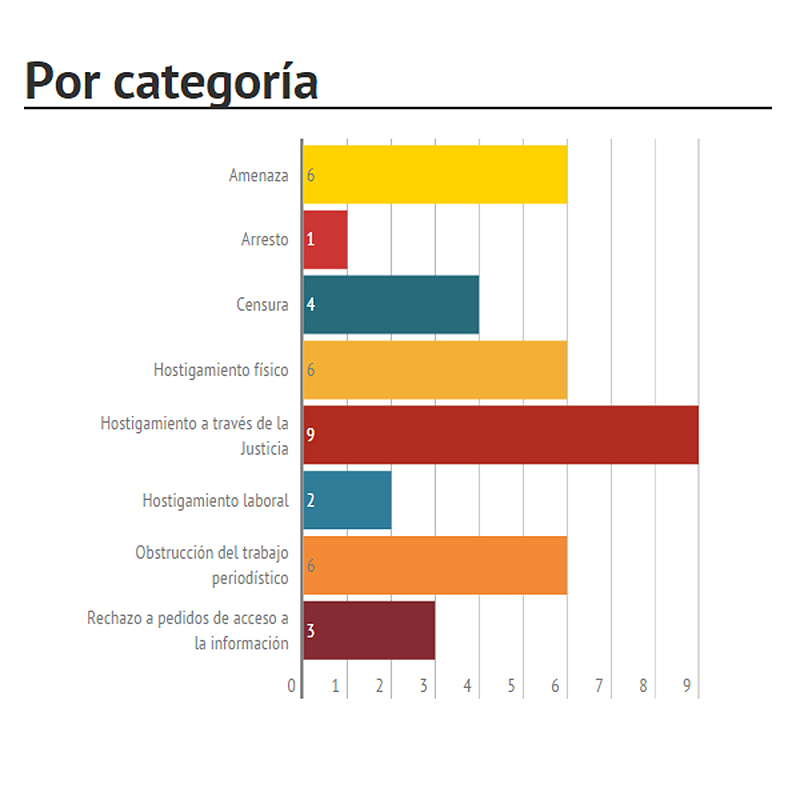 Por categoría
Amenaza 6
Arresto 1
Censura 4
Hostigamiento físico 6
Hostigamiento a través de la
Justicia 9
Hostigamiento laboral 2
Obstrucción del trabajo
periodístico 6
Rechazo a pedidos de acceso a
la información 3
0 1 2 3 4 5 6 7 8 9